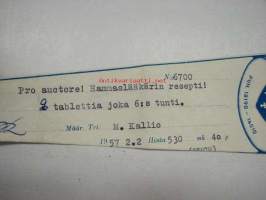 N:o 6700
Pro auctore! Hammaslääkärin resepti!
2 tablettia joka 6:s tunti.
Määr. Tri: M. Kallio
1957 2.2 Hinta 530 mk 40 p